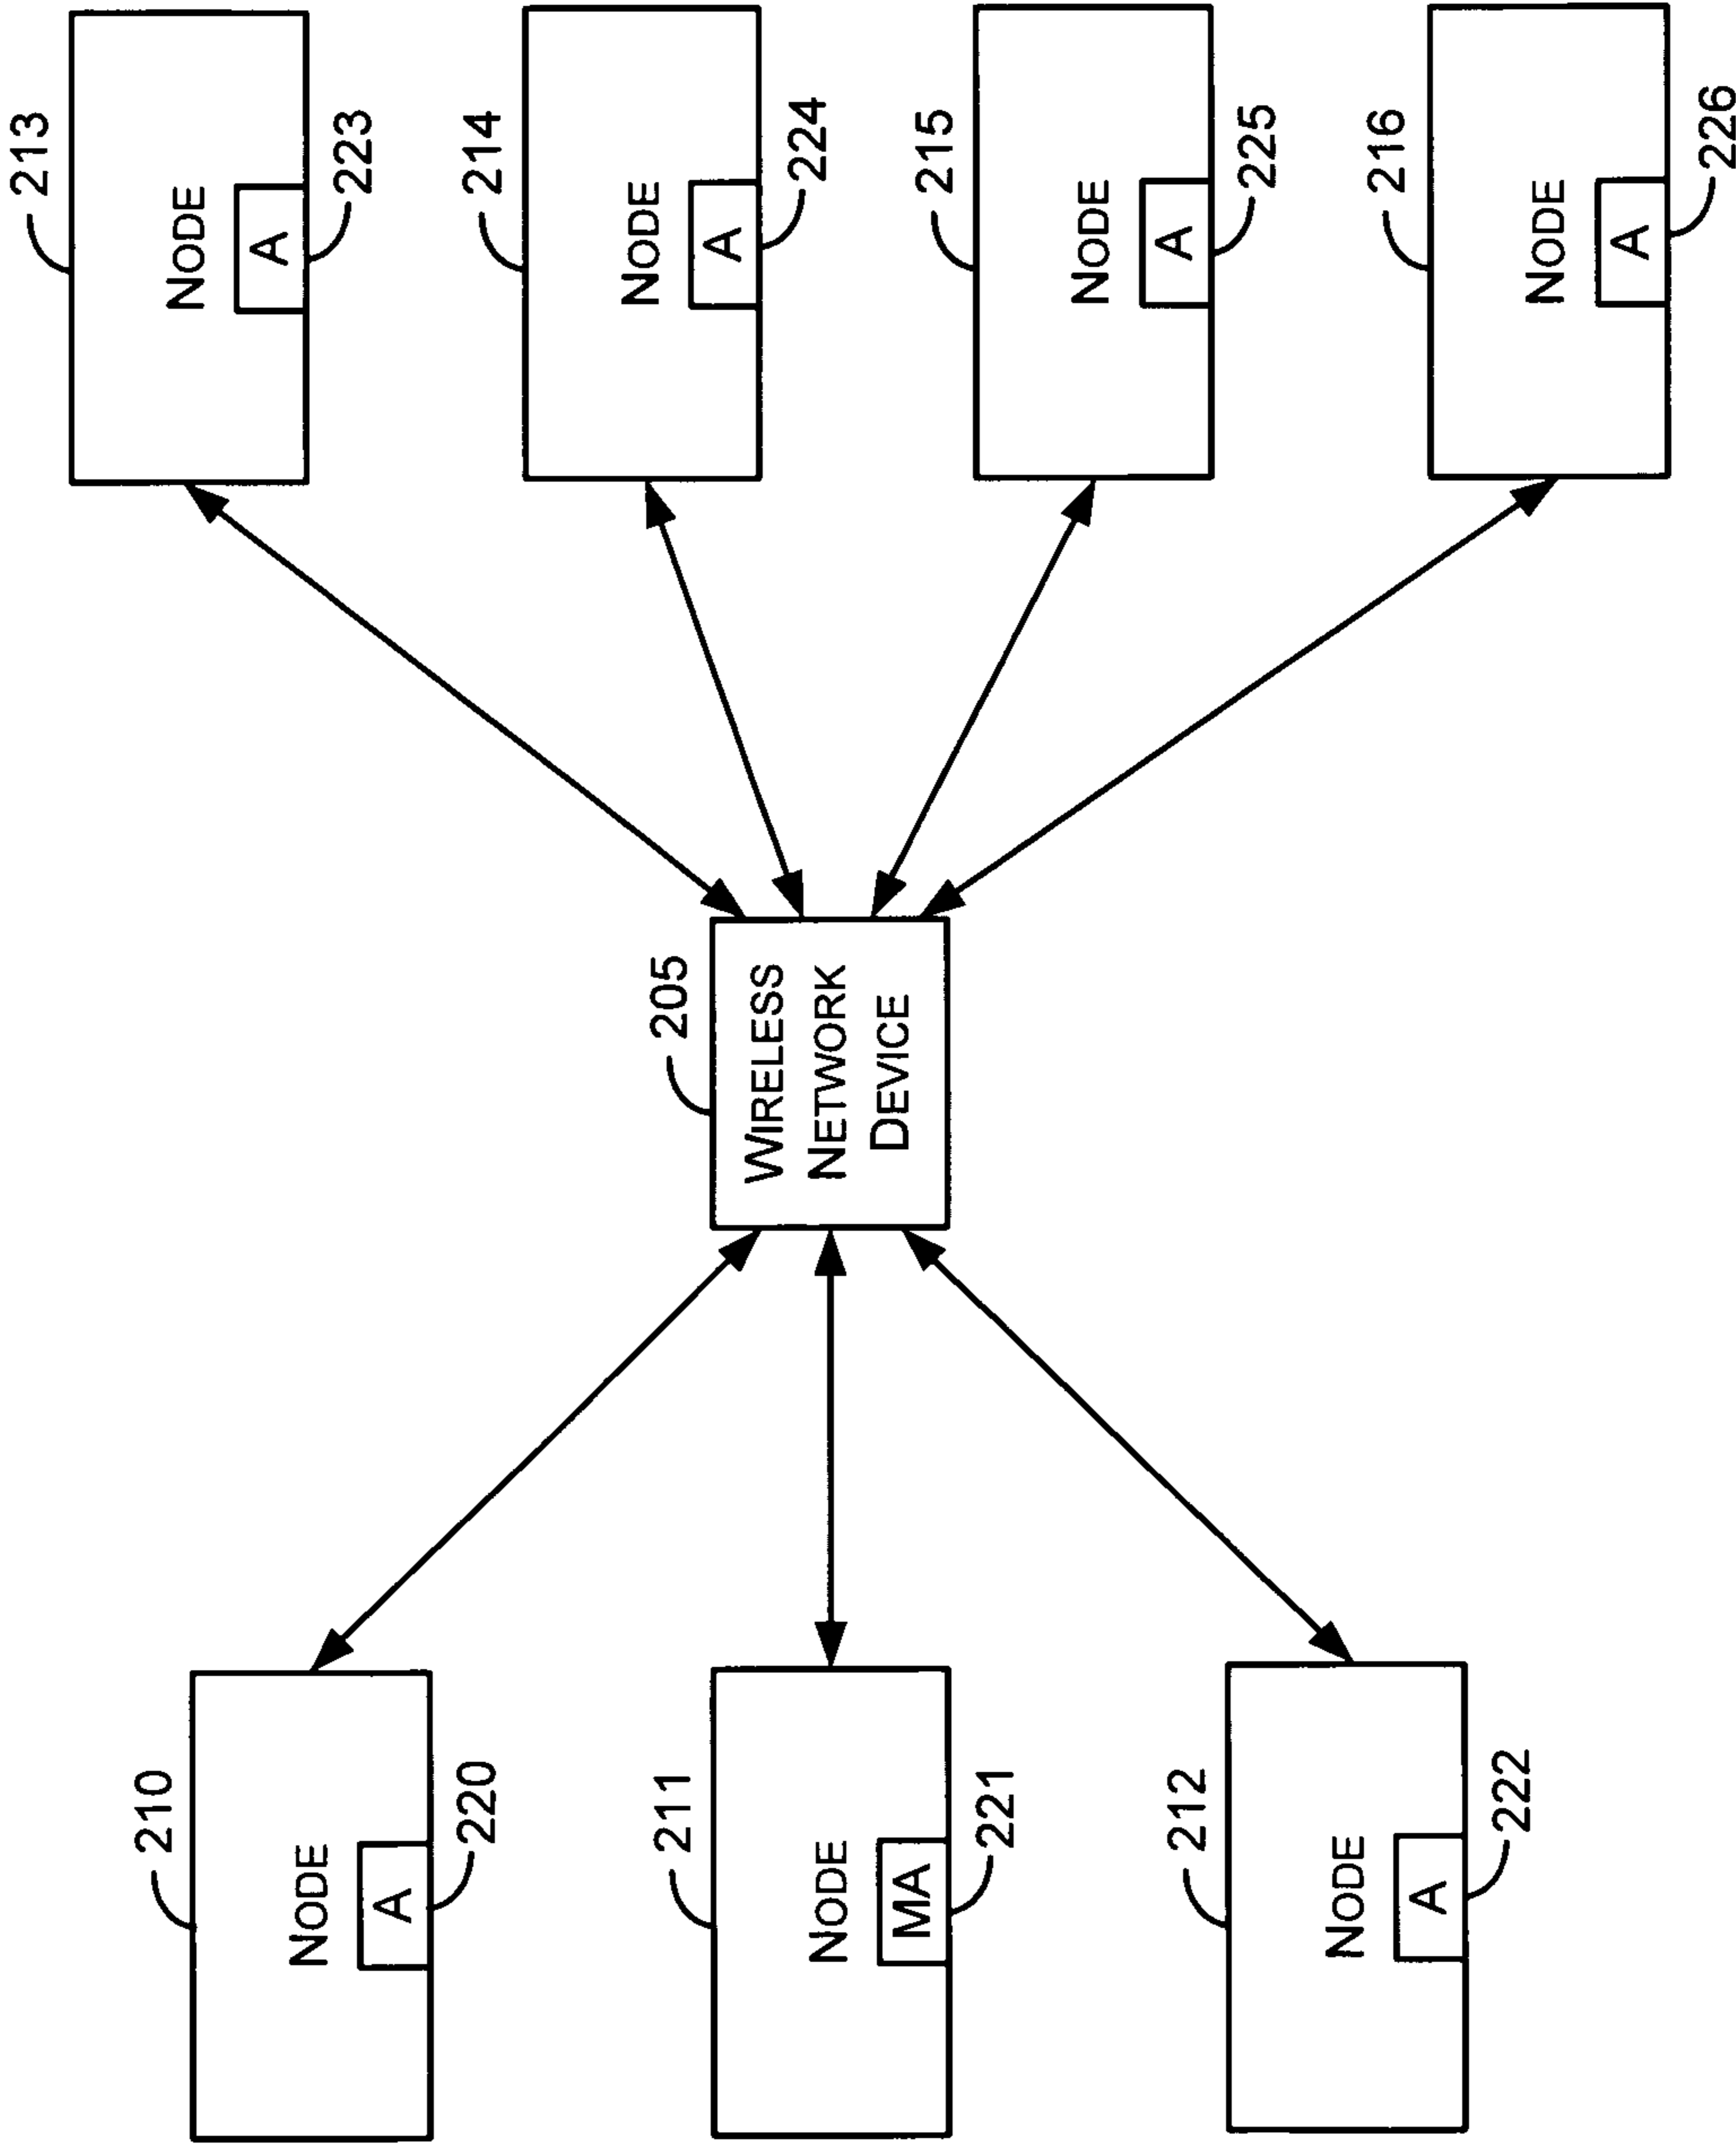 210
NODE
A
220
211
NODE
MA
221
212
NODE
A
222
205
WIRELESS
NETWORK
DEVICE
213
NODE
A
223
214
NODE
A
224
215
NODE
A
225
216
NODE
A
226